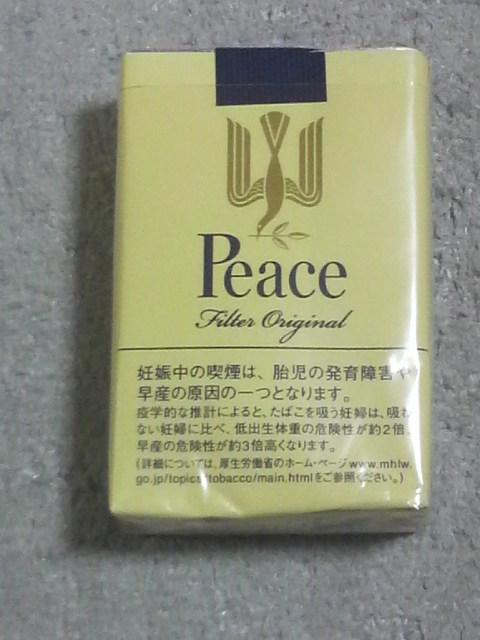 Peace
Filter Original
妊娠中の喫煙は、胎児の発育障害や
早産の原因の一つとなります。
疫学的な推計によると、たばこを吸う妊婦は、吸わ
ない妊婦に比べ、低出生体重の危険性が約2倍、
早産の危険性が約3倍高くなります。
(詳細については、厚生労働省のホーム・ページwww.mhlw.
go.jp/topics/tobacco/main.htmlをご参照ください。)